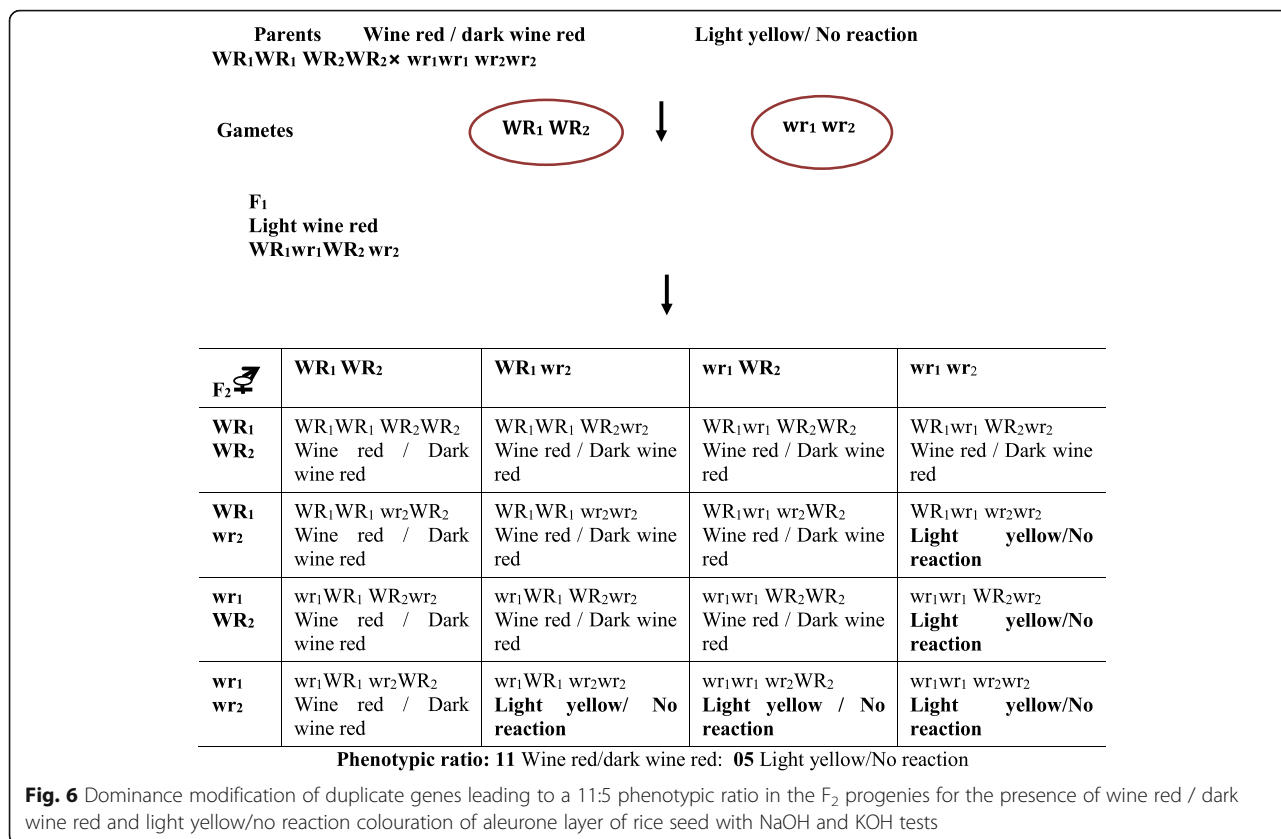 Parents Wine red / dark wine red Light yellow/ No reaction
WR₁WR₁ WR₂WR₂× wr₁wr₁ wr₂wr₂
Gametes WR₁ WR₂ wr₁ wr₂
F₁
Light wine red
WR₁wr₁WR₂ wr₂
F₂ WR₁ WR₂ WR₁ wr₂ wr₁ WR₂ wr₁ wr₂
WR₁ WR₁WR₁ WR₂WR₂ WR₁WR₁ WR₂wr₂ WR₁wr₁ WR₂WR₂ WR₁wr₁ WR₂wr₂
WR₂ Wine red / Dark Wine red / Dark wine Wine red / Dark wine Wine red / Dark wine
wine red red red red
WR₁ WR₁WR₁ wr₂WR₂ WR₁WR₁ wr₂wr₂ WR₁wr₁ wr₂WR₂ WR₁wr₁ wr₂wr₂
wr₂ Wine red / Dark Wine red / Dark wine Wine red / Dark wine Light yellow/No
wine red red red reaction
wr₁ wr₁WR₁ WR₂wr₂ wr₁WR₁ WR₂wr₂ wr₁wr₁ WR₂WR₂ wr₁wr₁ WR₂wr₂
WR₂ Wine red / Dark Wine red / Dark wine Wine red / Dark wine Light yellow/No
wine red red red reaction
wr₁ wr₁WR₁ wr₂WR₂ wr₁WR₁ wr₂wr₂ wr₁wr₁ wr₂WR₂ wr₁wr₁ wr₂wr₂
wr₂ Wine red / Dark Light yellow/ No Light yellow / No Light yellow/No
wine red reaction reaction reaction
Phenotypic ratio: 11 Wine red/dark wine red: 05 Light yellow/No reaction
Fig. 6 Dominance modification of duplicate genes leading to a 11:5 phenotypic ratio in the F₂ progenies for the presence of wine red / dark
wine red and light yellow/no reaction colouration of aleurone layer of rice seed with NaOH and KOH tests